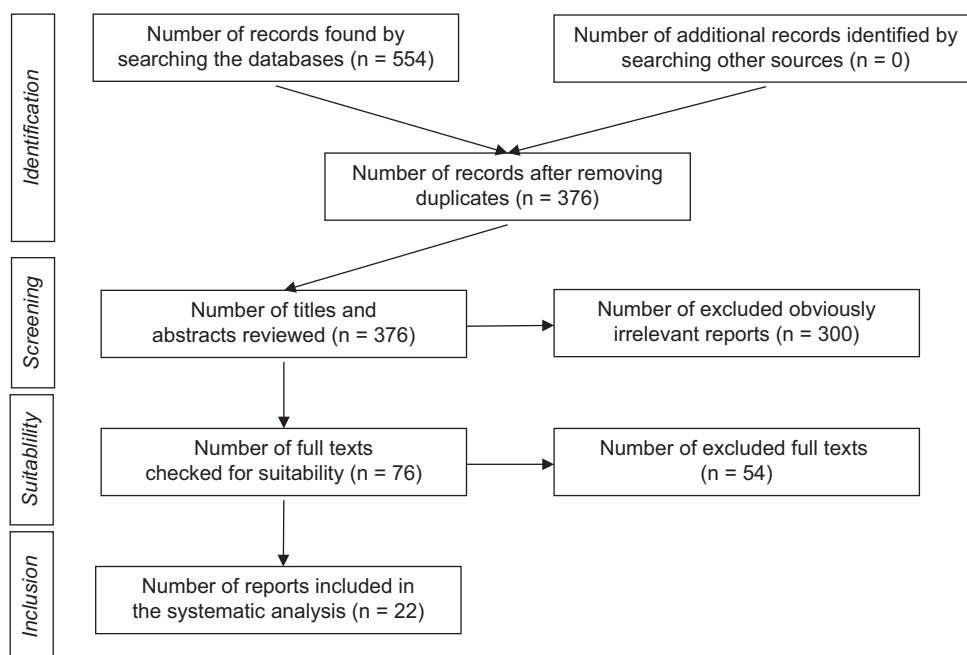 Identification
Number of records found by
searching the databases (n = 554)
Number of additional records identified by
searching other sources (n = 0)
Number of records after removing
duplicates (n = 376)
Screening
Number of titles and
abstracts reviewed (n = 376)
Number of excluded obviously
irrelevant reports (n = 300)
Suitability
Number of full texts
checked for suitability (n = 76)
Number of excluded full texts
(n = 54)
Inclusion
Number of reports included in
the systematic analysis (n = 22)